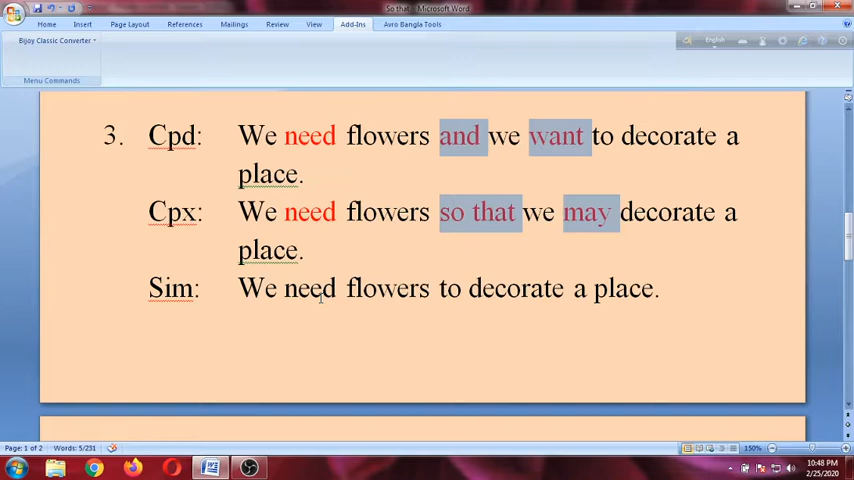 So that - Microsoft Word
Home Insert Page Layout References Mailings Review View Add-Ins Avro Bangla Tools
Bijoy Classic Converter
English
Menu Commands
3. Cpd: We need flowers and we want to decorate a
place.
Cpx: We need flowers so that we may decorate a
place.
Sim: We need flowers to decorate a place.
Page: 1 of 2 Words: 5/231 150%
10:48 PM
2/25/2020